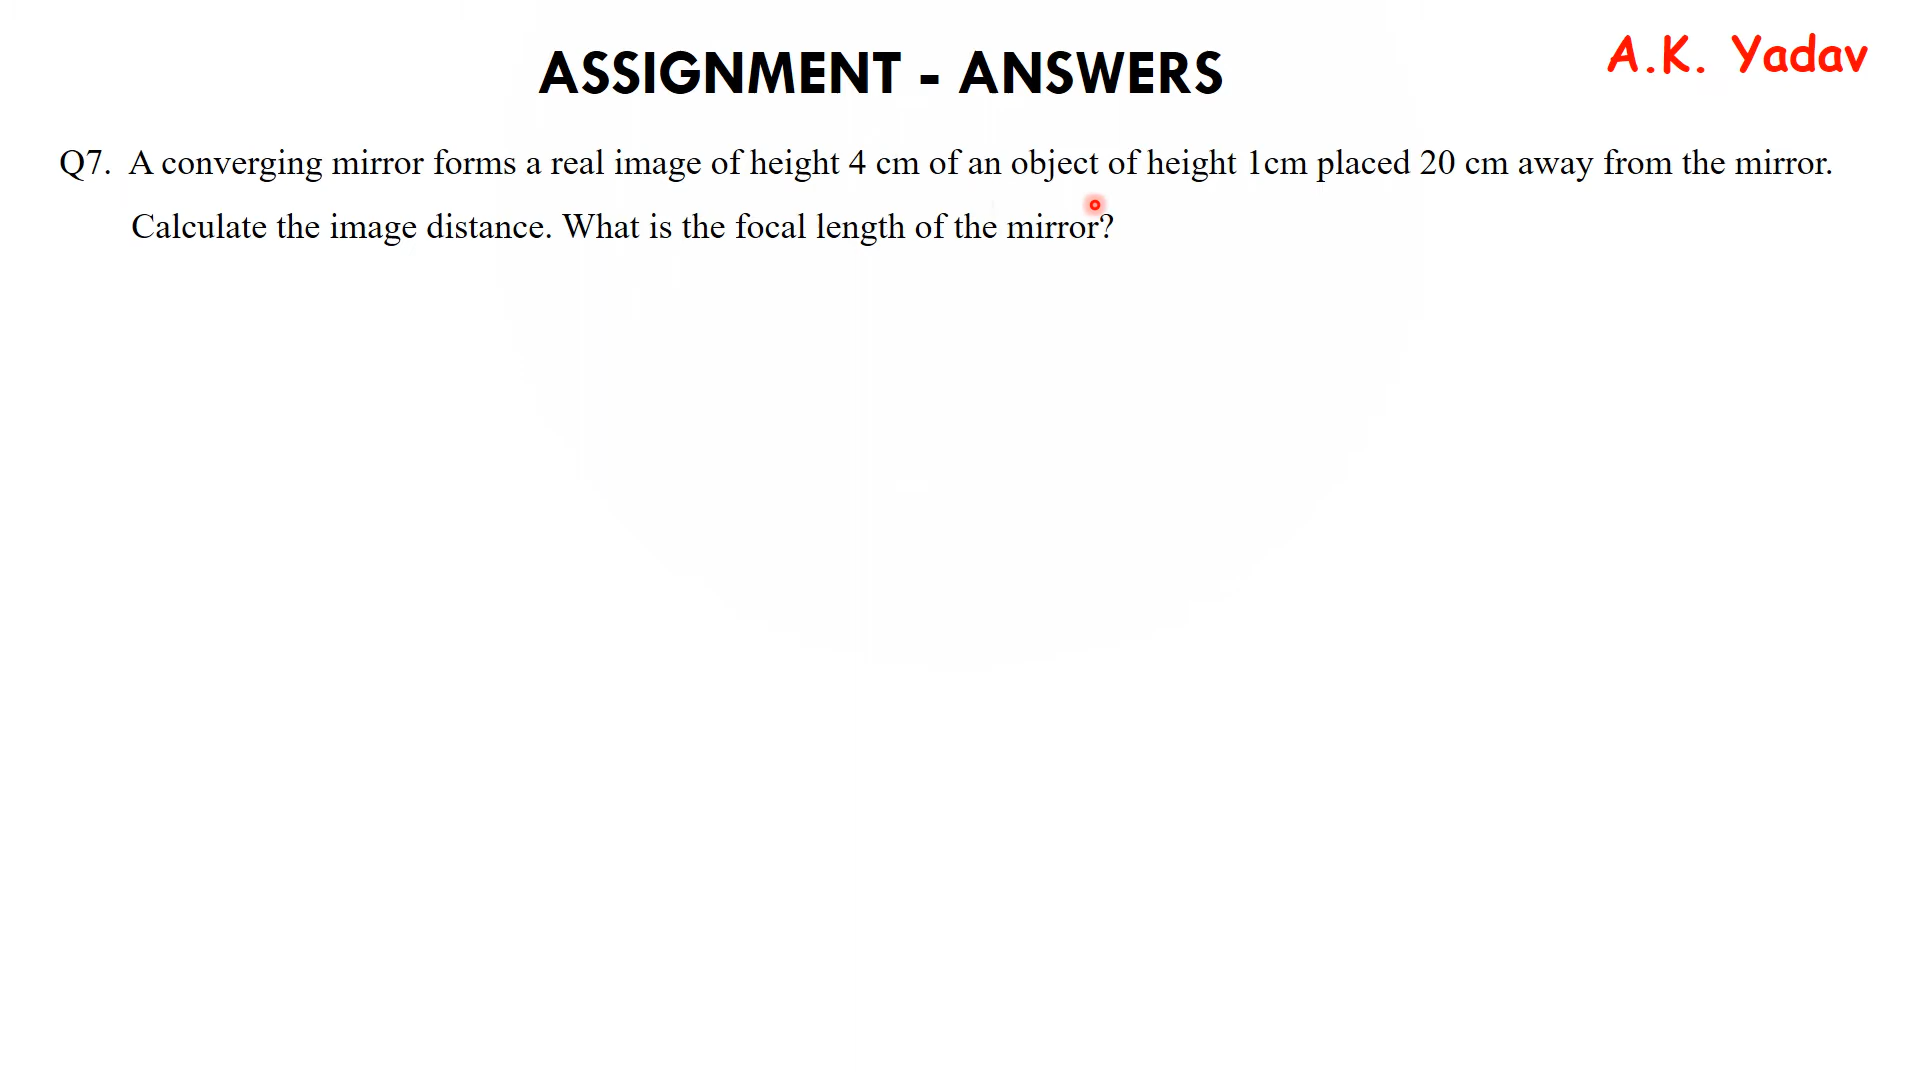 ASSIGNMENT - ANSWERS
A.K. Yadav
Q7. A converging mirror forms a real image of height 4 cm of an object of height 1cm placed 20 cm away from the mirror.
Calculate the image distance. What is the focal length of the mirror?